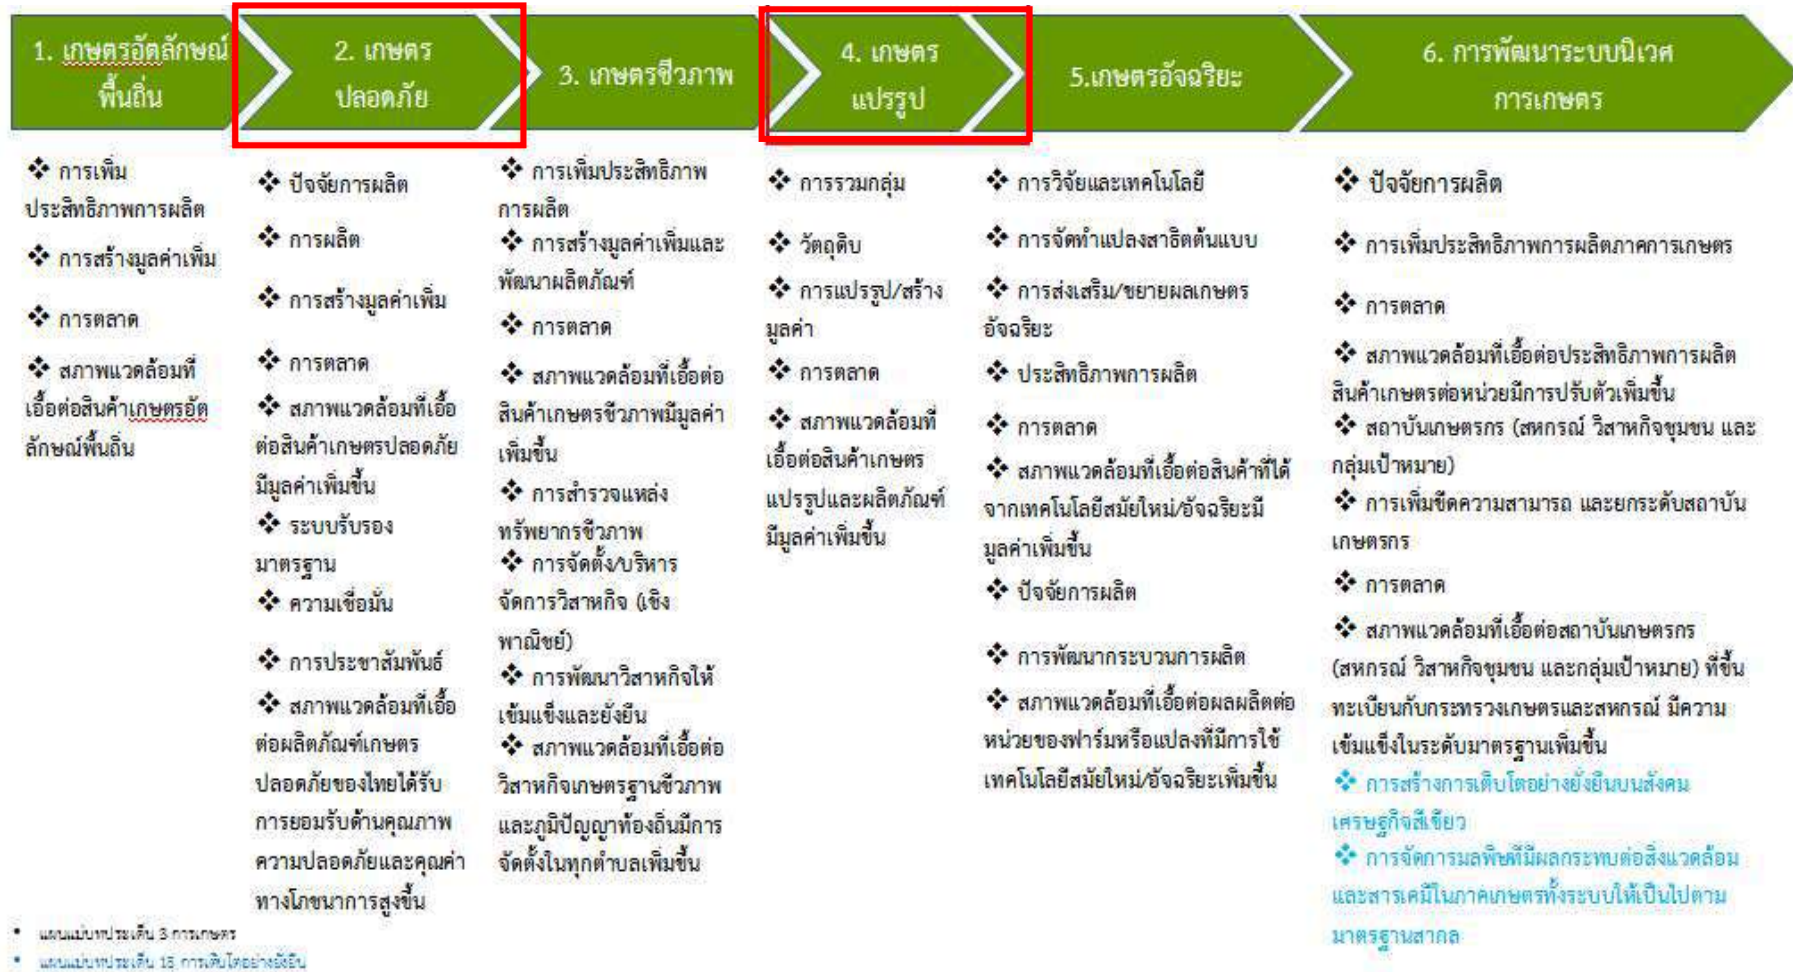 1. เกษตรอัตลักษณ์
พื้นถิ่น
2. เกษตร
ปลอดภัย
3. เกษตรชีวภาพ
4. เกษตร
แปรรูป
5.เกษตรอัจฉริยะ
6. การพัฒนาระบบนิเวศ
การเกษตร
❖ การเพิ่ม
ประสิทธิภาพการผลิต
❖ การสร้างมูลค่าเพิ่ม
❖ การตลาด
❖ สภาพแวดล้อมที่
เอื้อต่อสินค้าเกษตรอัต
ลักษณ์พื้นถิ่น
❖ ปัจจัยการผลิต
❖ การผลิต
❖ การสร้างมูลค่าเพิ่ม
❖ การตลาด
❖ สภาพแวดล้อมที่เอื้อ
ต่อสินค้าเกษตรปลอดภัย
มีมูลค่าเพิ่มขึ้น
❖ ระบบรับรอง
มาตรฐาน
❖ ความเชื่อมั่น
❖ การประชาสัมพันธ์
❖ สภาพแวดล้อมที่เอื้อ
ต่อผลิตภัณฑ์เกษตร
ปลอดภัยของไทยได้รับ
การยอมรับด้านคุณภาพ
ความปลอดภัยและคุณค่า
ทางโภชนาการสูงขึ้น
❖ การเพิ่มประสิทธิภาพ
การผลิต
❖ การสร้างมูลค่าเพิ่มและ
พัฒนาผลิตภัณฑ์
❖ การตลาด
❖ สภาพแวดล้อมที่เอื้อต่อ
สินค้าเกษตรชีวภาพมีมูลค่า
เพิ่มขึ้น
❖ การสำรวจแหล่ง
ทรัพยากรชีวภาพ
❖ การจัดตั้ง/บริหาร
จัดการวิสาหกิจ (เชิง
พาณิชย์)
❖ การพัฒนาวิสาหกิจให้
เข้มแข็งและยั่งยืน
❖ สภาพแวดล้อมที่เอื้อต่อ
วิสาหกิจเกษตรฐานชีวภาพ
และภูมิปัญญาท้องถิ่นมีการ
จัดตั้งในทุกตำบลเพิ่มขึ้น
❖ การรวมกลุ่ม
❖ วัตถุดิบ
❖ การแปรรูป/สร้าง
มูลค่า
❖ การตลาด
❖ สภาพแวดล้อมที่
เอื้อต่อสินค้าเกษตร
แปรรูปและผลิตภัณฑ์
มีมูลค่าเพิ่มขึ้น
❖ การวิจัยและเทคโนโลยี
❖ การจัดทำแปลงสาธิตต้นแบบ
❖ การส่งเสริม/ขยายผลเกษตร
อัจฉริยะ
❖ ประสิทธิภาพการผลิต
❖ การตลาด
❖ สภาพแวดล้อมที่เอื้อต่อสินค้าที่ได้
จากเทคโนโลยีสมัยใหม่/อัจฉริยะมี
มูลค่าเพิ่มขึ้น
❖ ปัจจัยการผลิต
❖ การพัฒนากระบวนการผลิต
❖ สภาพแวดล้อมที่เอื้อต่อผลผลิตต่อ
หน่วยของฟาร์มหรือแปลงที่มีการใช้
เทคโนโลยีสมัยใหม่/อัจฉริยะเพิ่มขึ้น
❖ ปัจจัยการผลิต
❖ การเพิ่มประสิทธิภาพการผลิตภาคการเกษตร
❖ การตลาด
❖ สภาพแวดล้อมที่เอื้อต่อประสิทธิภาพการผลิต
สินค้าเกษตรต่อหน่วยมีการปรับตัวเพิ่มขึ้น
❖ สถาบันเกษตรกร (สหกรณ์ วิสาหกิจชุมชน และ
กลุ่มเป้าหมาย)
❖ การเพิ่มขีดความสามารถ และยกระดับสถาบัน
เกษตรกร
❖ การตลาด
❖ สภาพแวดล้อมที่เอื้อต่อสถาบันเกษตรกร
(สหกรณ์ วิสาหกิจชุมชน และกลุ่มเป้าหมาย) ที่ขึ้น
ทะเบียนกับกระทรวงเกษตรและสหกรณ์ มีความ
เข้มแข็งในระดับมาตรฐานเพิ่มขึ้น
❖ การสร้างการเติบโตอย่างยั่งยืนบนสังคม
เศรษฐกิจสีเขียว
❖ การจัดการมลพิษที่มีผลกระทบต่อสิ่งแวดล้อม
และสารเคมีในภาคเกษตรทั้งระบบให้เป็นไปตาม
มาตรฐานสากล
• แผนแม่บทประเด็น 3 การเกษตร
• แผนแม่บทประเด็น 18 การเติบโตอย่างยั่งยืน